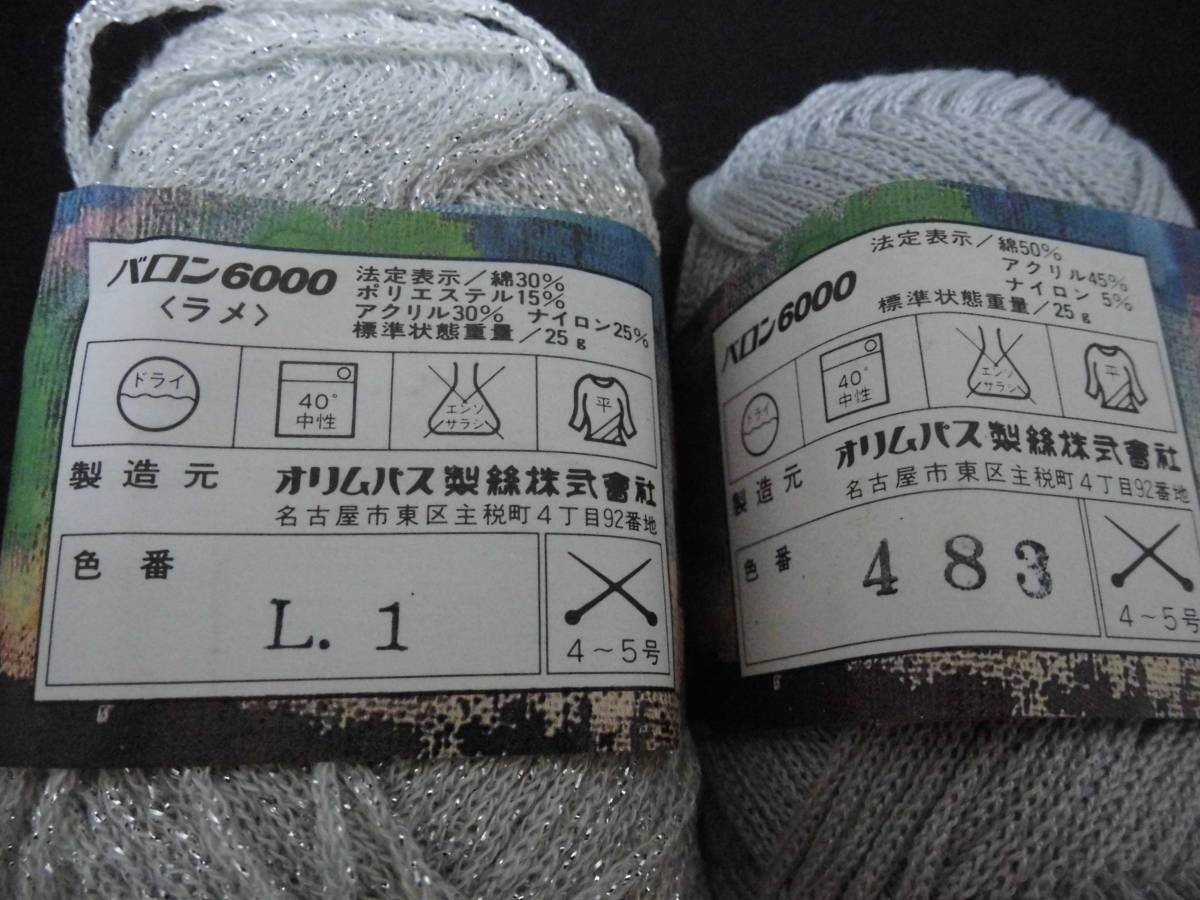 バロン6000
〈ラメ〉
法定表示／綿30%
ポリエステル15%
アクリル30% ナイロン25%
標準状態重量／25g
ドライ
40°
中性
エンソ
サラシ
平
製造元
オリムパス製絲株式會社
名古屋市東区主税町4丁目92番地
色番
L. 1
4～5号
バロン6000
法定表示／綿50%
アクリル45%
ナイロン 5%
標準状態重量／25g
ドライ
40°
中性
エンソ
サラシ
平
製造元
オリムパス製絲株式會社
名古屋市東区主税町4丁目92番地
色番
483
4～5号